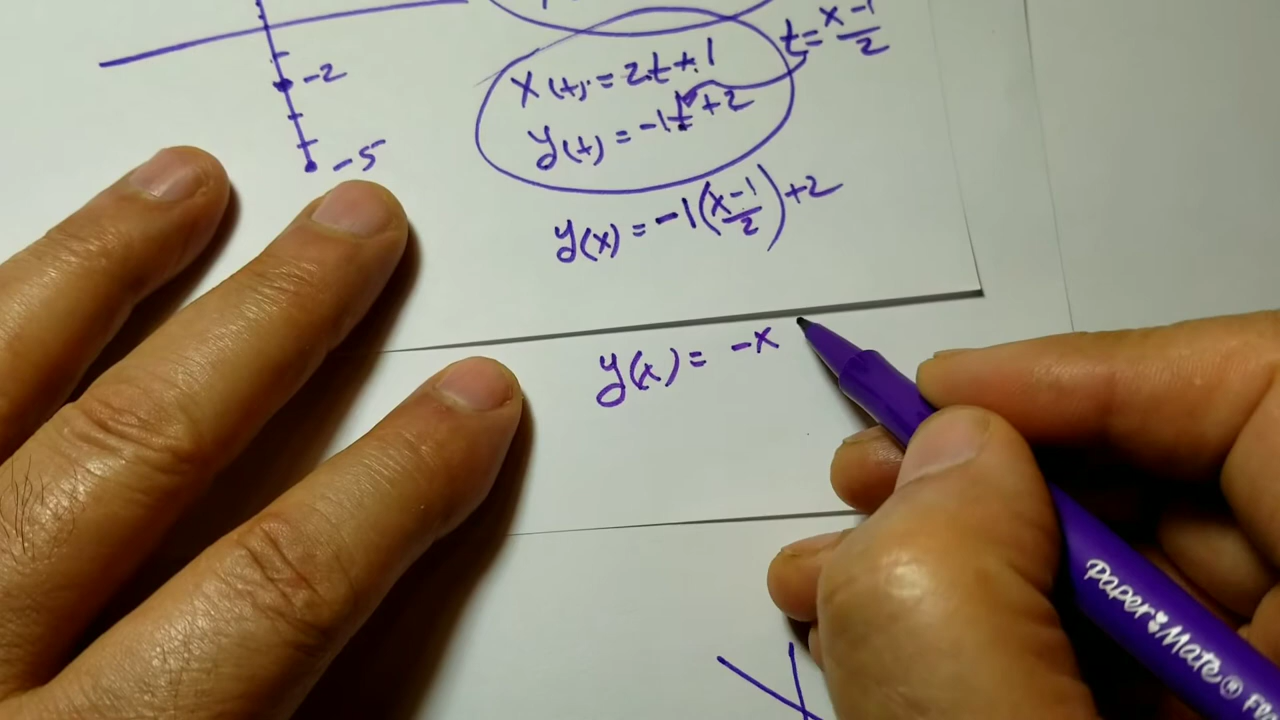 t=x-1/2
-2
x(t)=2t+1
y(t)=-1t+2
-5
y(x)=-1(x-1/2)+2
y(x)=-x
Paper Mate